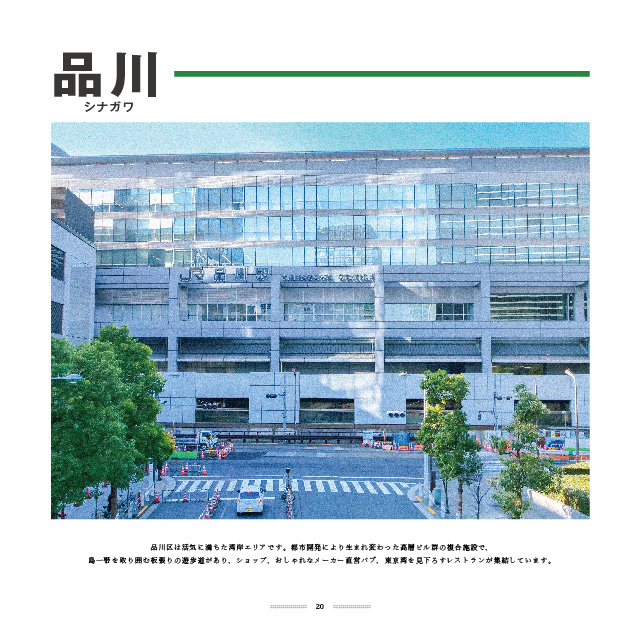 品川
シナガワ
JR 品川駅
品川区は活気に満ちた湾岸エリアです。都市開発により生まれ変わった高層ビル群の複合施設で、
島一帯を取り囲む板張りの遊歩道があり、ショップ、おしゃれなメーカー直営パブ、東京湾を見下ろすレストランが集結しています。
20